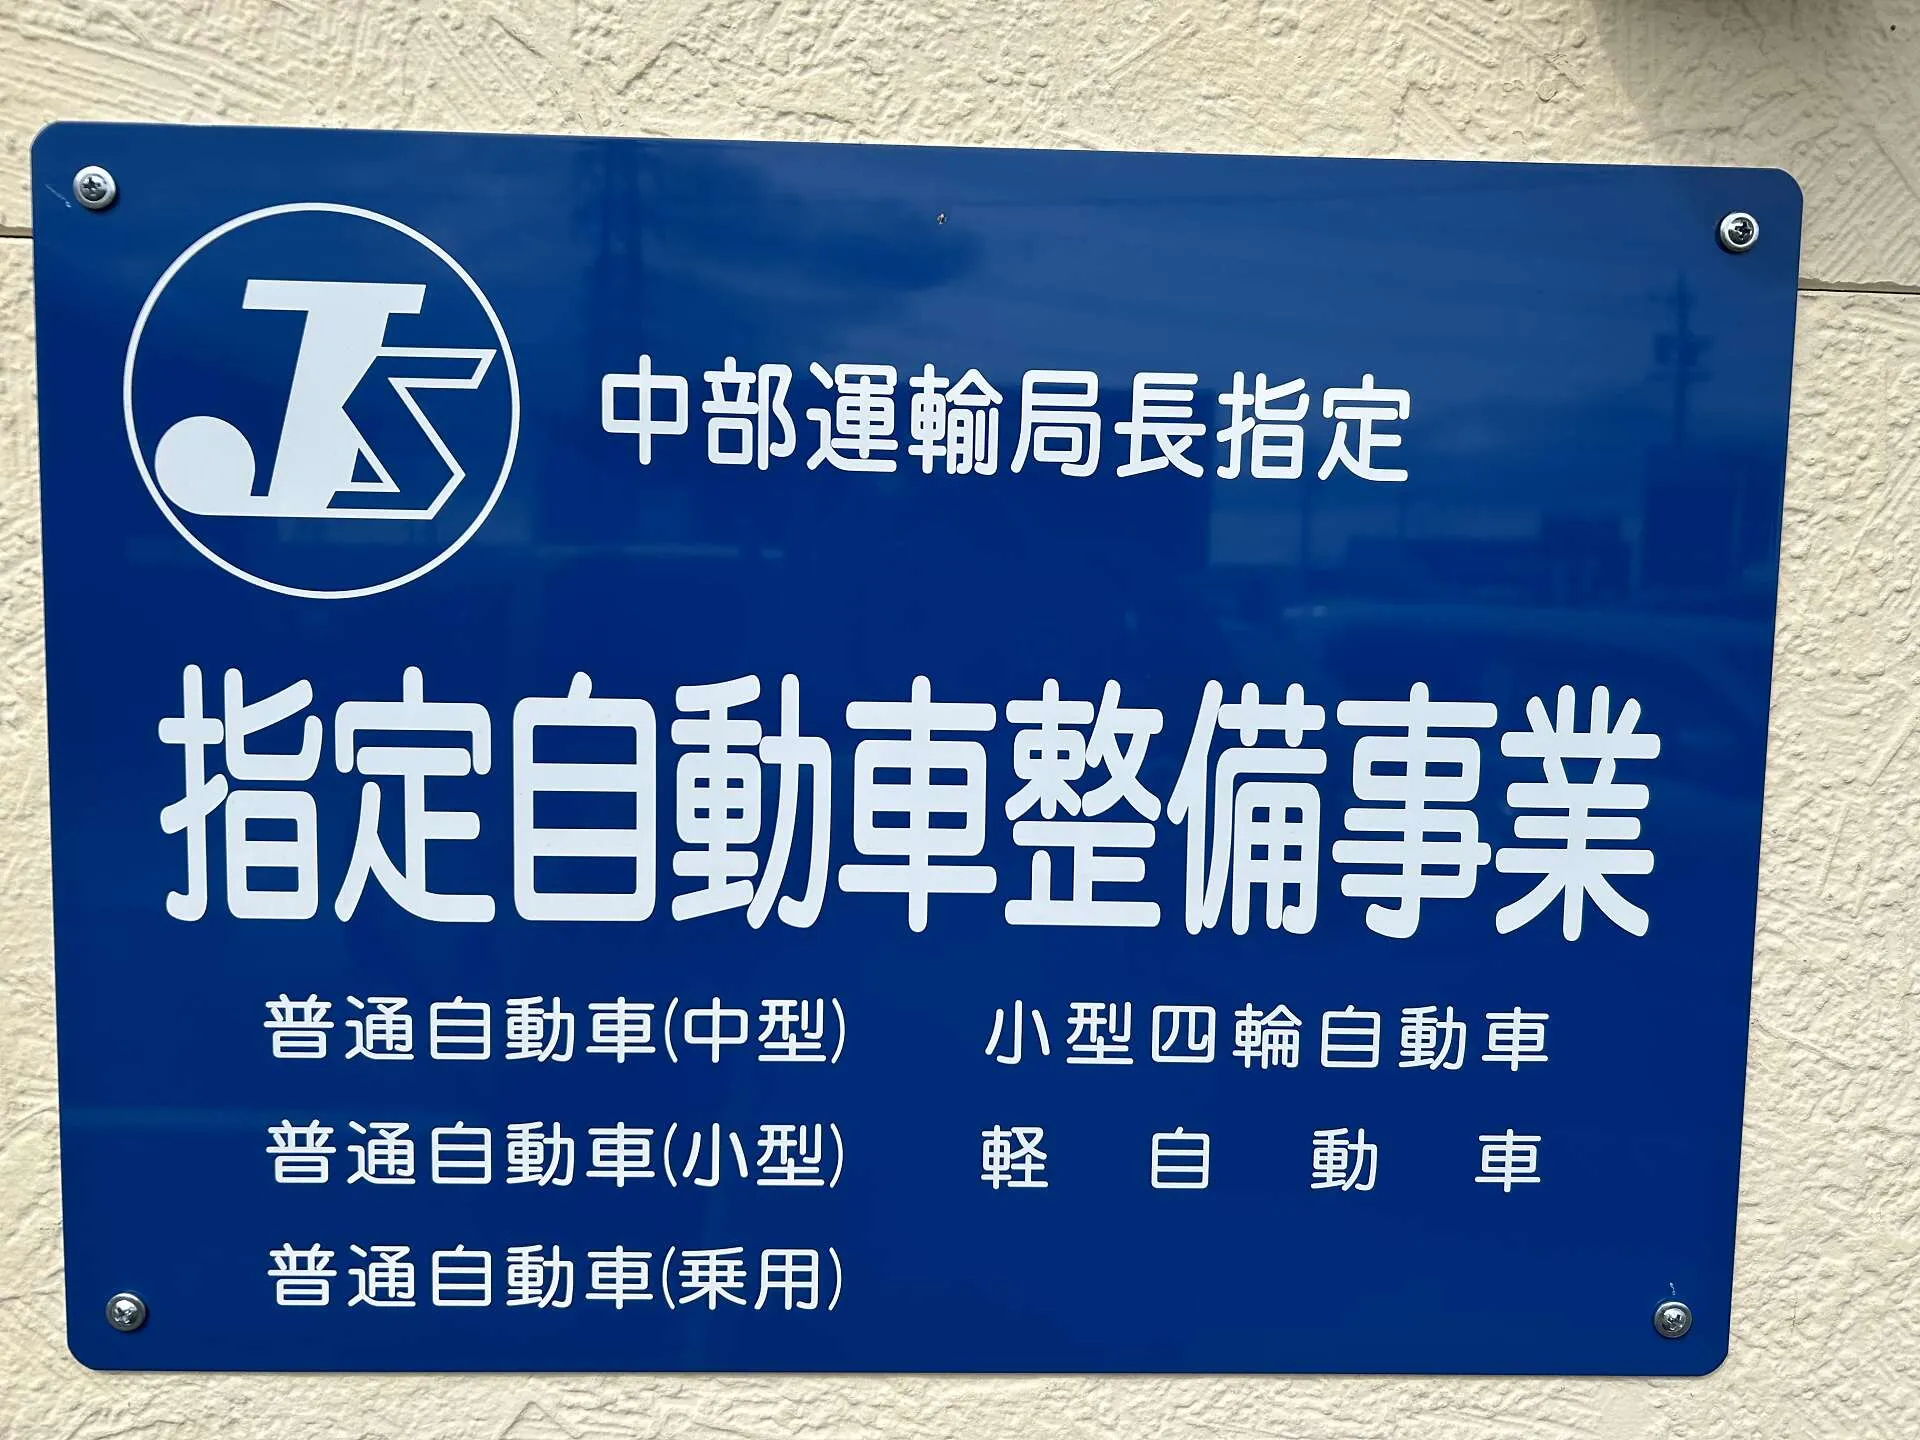 JS
中部運輸局長指定
指定自動車整備事業
普通自動車(中型) 小型四輪自動車
普通自動車(小型) 軽自動車
普通自動車(乗用)